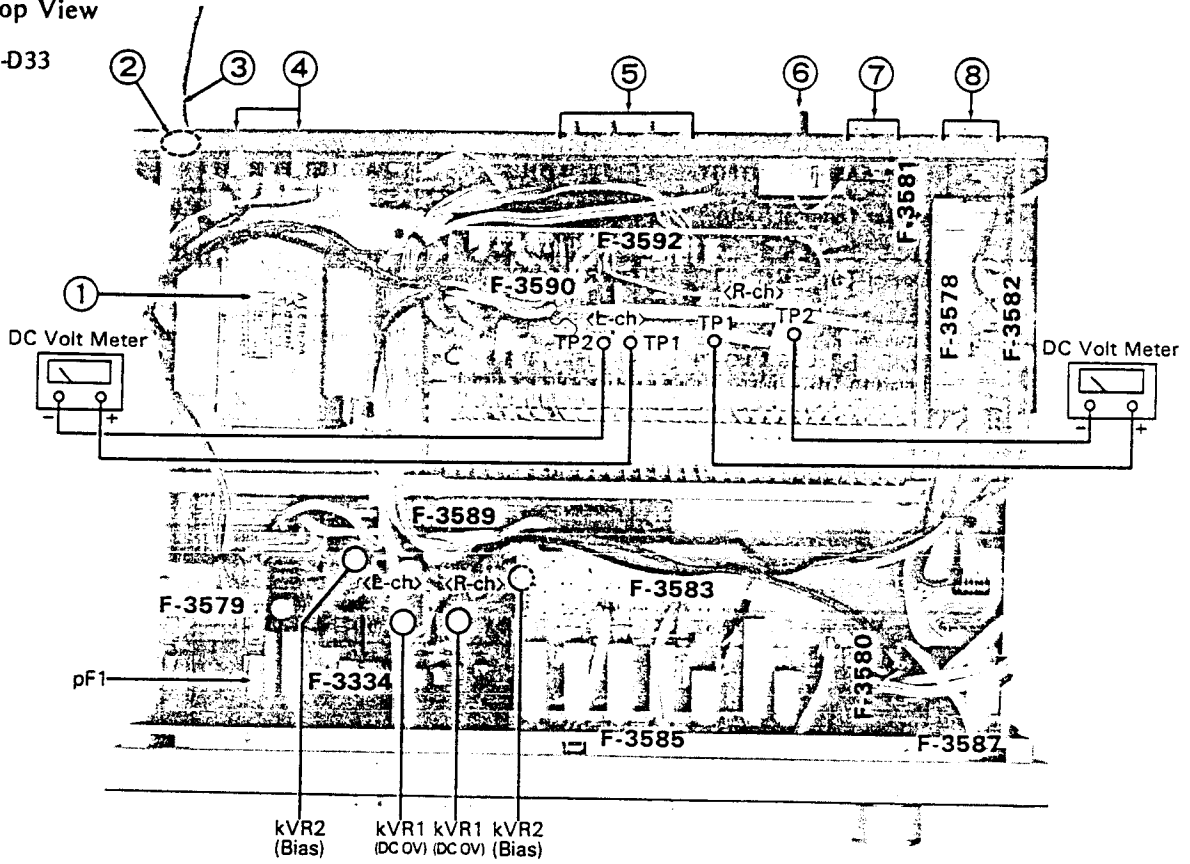 op View
-D33
② ③ ④ ⑤ ⑥ ⑦ ⑧
F-3581
F-3592
F-3590
F-3578
F-3582
①
<R-ch>
<L-ch>
TP1 TP2
TP2 TP1
DC Volt Meter
- +
DC Volt Meter
- +
F-3589
<L-ch> <R-ch>
F-3583
F-3579
F-3580
pF1
F-3334
F-3585
F-3587
kVR2 kVR1 kVR1 kVR2
(Bias) (DC 0V) (DC 0V) (Bias)